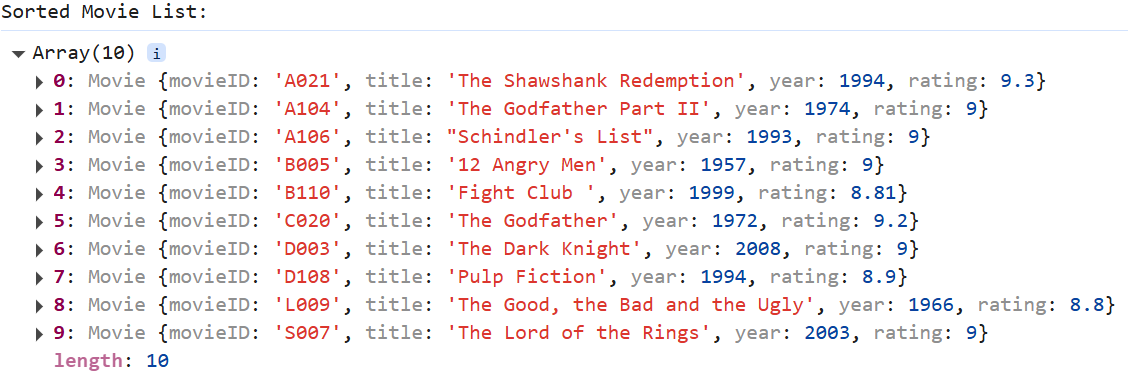 Sorted Movie List:
▼ Array(10) i
▶ 0: Movie {movieID: 'A021', title: 'The Shawshank Redemption', year: 1994, rating: 9.3}
▶ 1: Movie {movieID: 'A104', title: 'The Godfather Part II', year: 1974, rating: 9}
▶ 2: Movie {movieID: 'A106', title: "Schindler's List", year: 1993, rating: 9}
▶ 3: Movie {movieID: 'B005', title: '12 Angry Men', year: 1957, rating: 9}
▶ 4: Movie {movieID: 'B110', title: 'Fight Club ', year: 1999, rating: 8.81}
▶ 5: Movie {movieID: 'C020', title: 'The Godfather', year: 1972, rating: 9.2}
▶ 6: Movie {movieID: 'D003', title: 'The Dark Knight', year: 2008, rating: 9}
▶ 7: Movie {movieID: 'D108', title: 'Pulp Fiction', year: 1994, rating: 8.9}
▶ 8: Movie {movieID: 'L009', title: 'The Good, the Bad and the Ugly', year: 1966, rating: 8.8}
▶ 9: Movie {movieID: 'S007', title: 'The Lord of the Rings', year: 2003, rating: 9}
length: 10